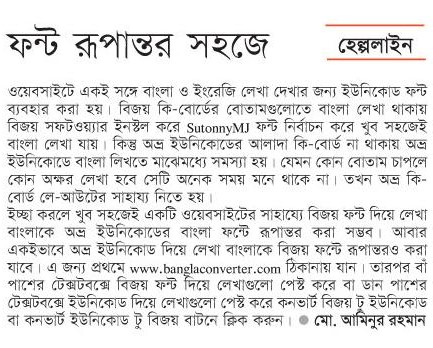 ফন্ট রূপান্তর সহজে
হেল্পলাইন
ওয়েবসাইটে একই সঙ্গে বাংলা ও ইংরেজি লেখা দেখার জন্য ইউনিকোড ফন্ট
ব্যবহার করা হয়। বিজয় কি-বোর্ডের বোতামগুলোতে বাংলা লেখা থাকায়
বিজয় সফটওয়্যার ইনস্টল করে SutonnyMJ ফন্ট নির্বাচন করে খুব সহজেই
বাংলা লেখা যায়। কিন্তু অভ্র ইউনিকোডের আলাদা কি-বোর্ড না থাকায় অভ্র
ইউনিকোডে বাংলা লিখতে মাঝেমধ্যে সমস্যা হয়। যেমন কোন বোতাম চাপলে
কোন অক্ষর লেখা হবে সেটি অনেক সময় মনে থাকে না। তখন অভ্র কি-
বোর্ড লে-আউটের সাহায্য নিতে হয়।
ইচ্ছা করলে খুব সহজেই একটি ওয়েবসাইটের সাহায্যে বিজয় ফন্ট দিয়ে লেখা
বাংলাকে অভ্র ইউনিকোডের বাংলা ফন্টে রূপান্তর করা সম্ভব। আবার
একইভাবে অভ্র ইউনিকোড দিয়ে লেখা বাংলাকে বিজয় ফন্টে রূপান্তরও করা
যাবে। এ জন্য প্রথমে www.banglaconverter.com ঠিকানায় যান। তারপর বাঁ
পাশের টেক্সটবক্সে বিজয় ফন্ট দিয়ে লেখাগুলো পেস্ট করে বা ডান পাশের
টেক্সটবক্সে ইউনিকোড দিয়ে লেখাগুলো পেস্ট করে কনভার্ট বিজয় টু ইউনিকোড
বা কনভার্ট ইউনিকোড টু বিজয় বাটনে ক্লিক করুন। ● মো. আমিনুর রহমান